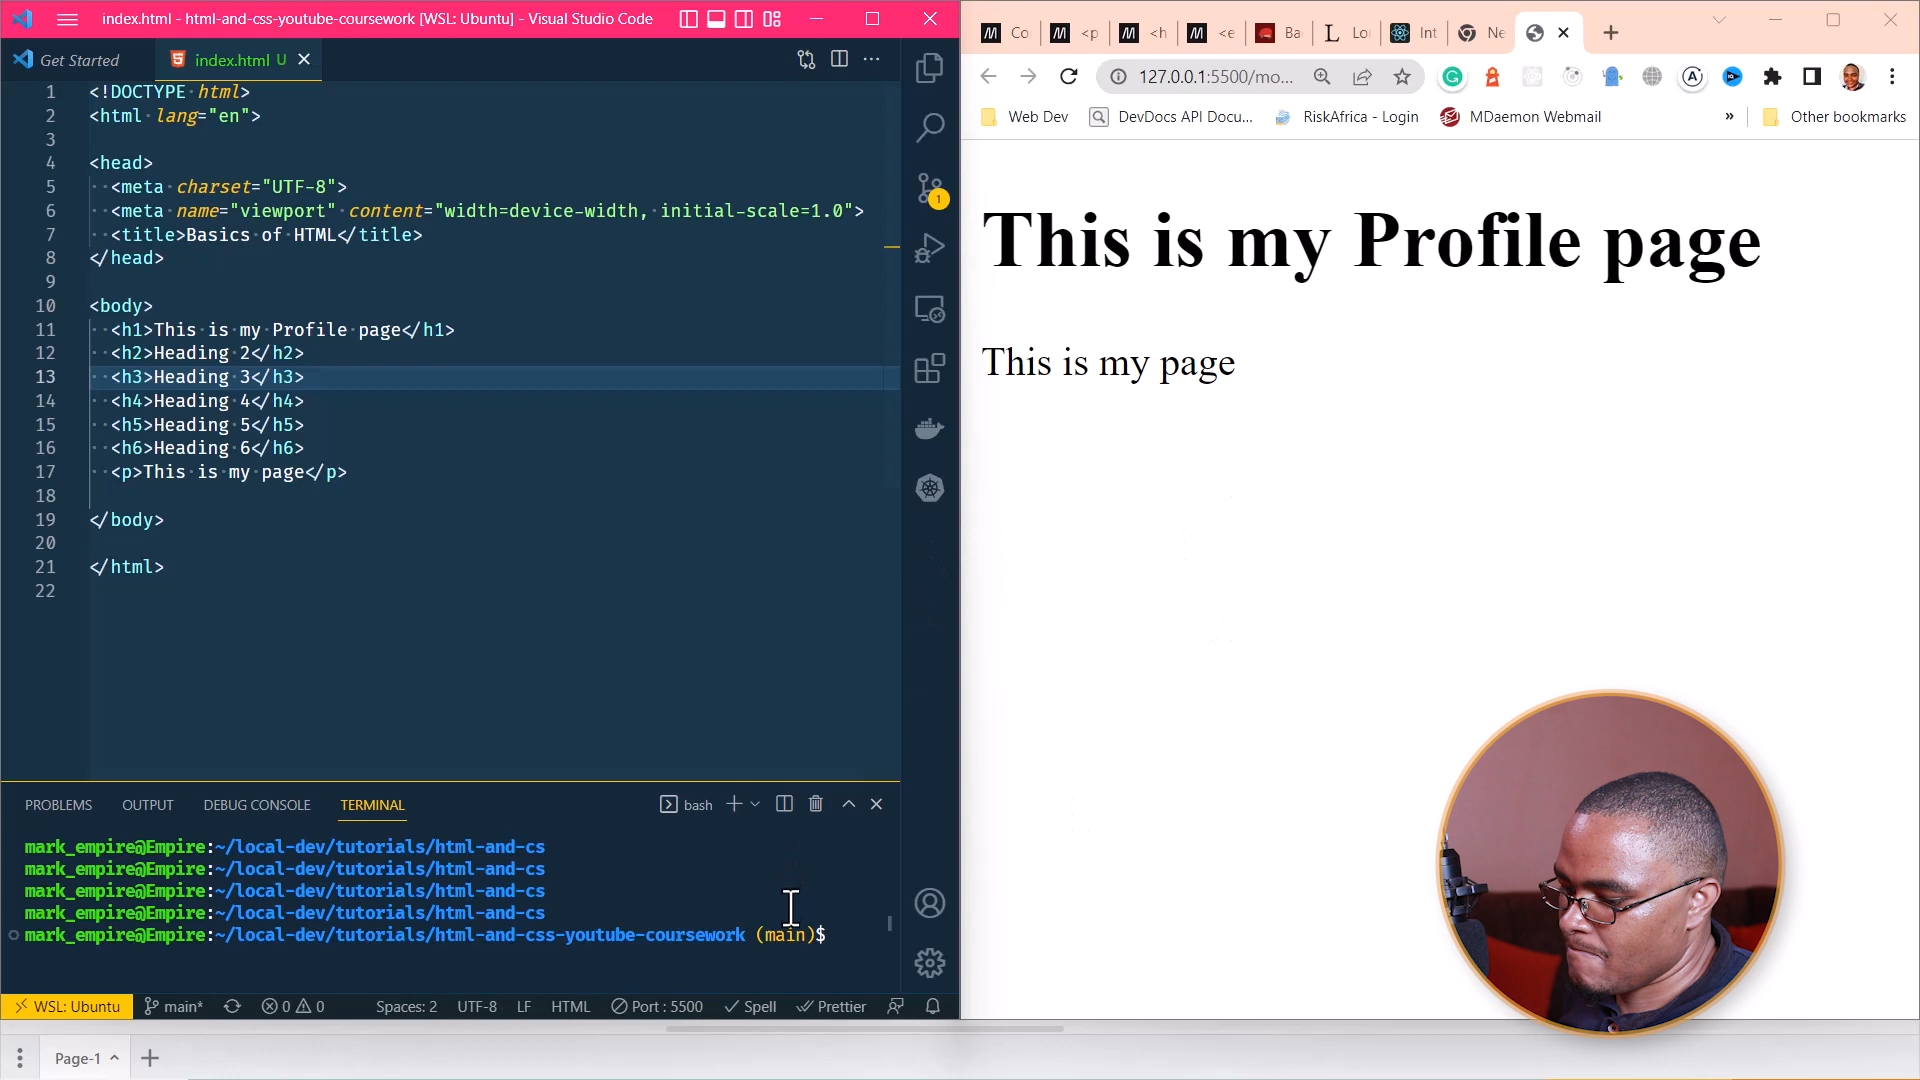 index.html - html-and-css-youtube-coursework [WSL: Ubuntu] - Visual Studio Code
Get Started
index.html U
1 <!DOCTYPE html>
2 <html lang="en">
3
4 <head>
5 <meta charset="UTF-8">
6 <meta name="viewport" content="width=device-width, initial-scale=1.0">
7 <title>Basics of HTML</title>
8 </head>
9
10 <body>
11 <h1>This is my Profile page</h1>
12 <h2>Heading 2</h2>
13 <h3>Heading 3</h3>
14 <h4>Heading 4</h4>
15 <h5>Heading 5</h5>
16 <h6>Heading 6</h6>
17 <p>This is my page</p>
18
19 </body>
20
21 </html>
22
1
PROBLEMS OUTPUT DEBUG CONSOLE TERMINAL bash
mark_empire@Empire:~/local-dev/tutorials/html-and-cs
mark_empire@Empire:~/local-dev/tutorials/html-and-cs
mark_empire@Empire:~/local-dev/tutorials/html-and-cs
mark_empire@Empire:~/local-dev/tutorials/html-and-cs
mark_empire@Empire:~/local-dev/tutorials/html-and-css-youtube-coursework (main)$
WSL: Ubuntu main* 0 0 Spaces: 2 UTF-8 LF HTML Port : 5500 Spell Prettier
Page-1
Co <p <h <e Ba Lo Int Ne
127.0.0.1:5500/mo...
Web Dev DevDocs API Docu... RiskAfrica - Login MDaemon Webmail » Other bookmarks
This is my Profile page
This is my page